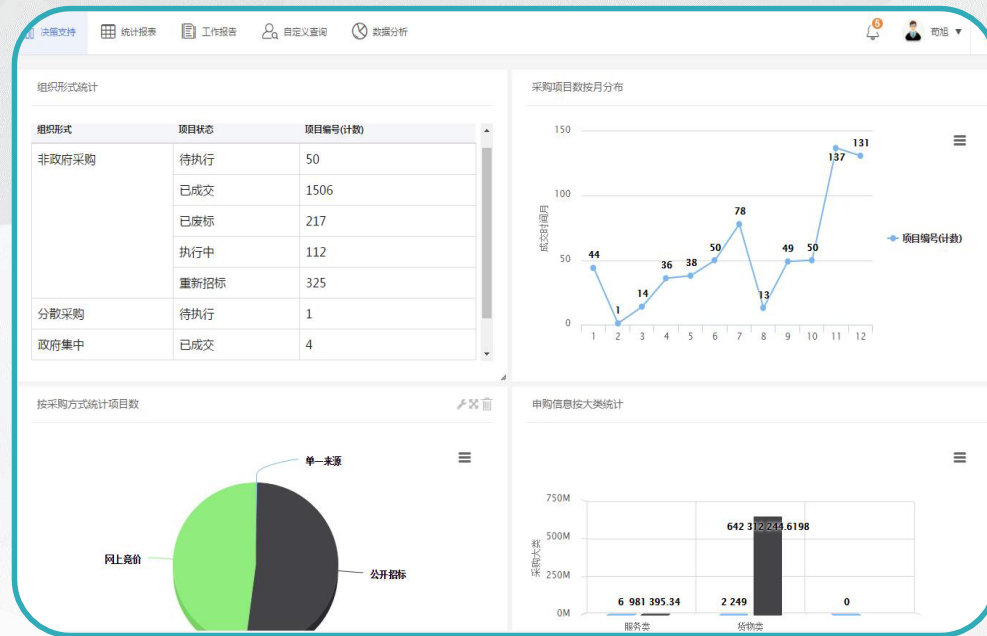 决策支持 统计报表 工作报告 自定义查询 数据分析 5 荀旭
组织形式统计
组织形式 项目状态 项目编号(计数)
非政府采购 待执行 50
已成交 1506
已废标 217
执行中 112
重新招标 325
分散采购 待执行 1
政府集中 已成交 4
采购项目数按月分布
150
100
50
0
成交时间月
44 1 14 36 38 50 78 13 49 50 137 131
1 2 3 4 5 6 7 8 9 10 11 12
项目编号(计数)
按采购方式统计项目数
单一来源
网上竞价
公开招标
申购信息按大类统计
750M
500M
250M
0M
采购大类
642 312 244.6198
6 981 395.34 2 249 0
服务类 货物类